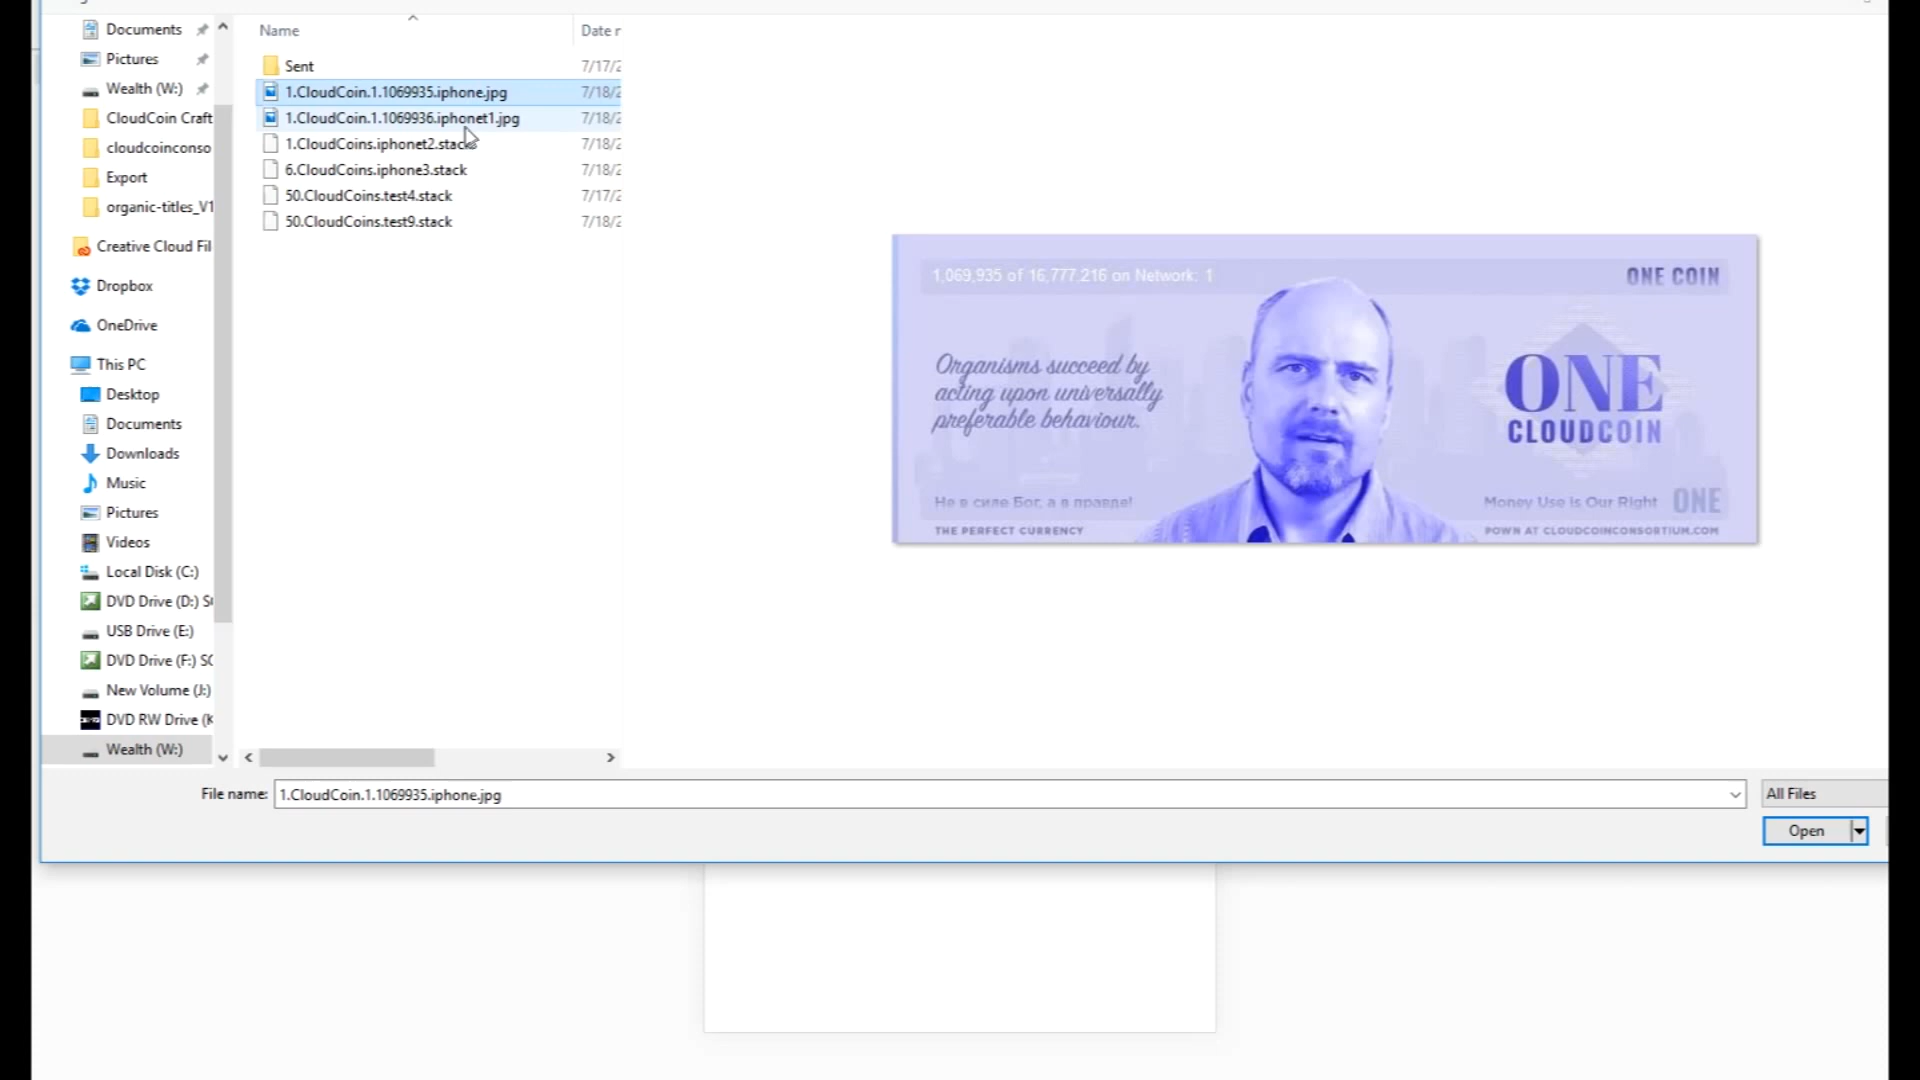 Name
Date r
Documents
Pictures
Wealth (W:)
CloudCoin Craft
cloudcoinconso
Export
organic-titles_V1
Creative Cloud Fil
Dropbox
OneDrive
This PC
Desktop
Documents
Downloads
Music
Pictures
Videos
Local Disk (C:)
DVD Drive (D:) S
USB Drive (E:)
DVD Drive (F:) SC
New Volume (J:)
DVD RW Drive (K
Wealth (W:)
Sent 7/17/2
1.CloudCoin.1.1069935.iphone.jpg 7/18/2
1.CloudCoin.1.1069936.iphonet1.jpg 7/18/2
1.CloudCoins.iphonet2.stack 7/18/2
6.CloudCoins.iphone3.stack 7/18/2
50.CloudCoins.test4.stack 7/17/2
50.CloudCoins.test9.stack 7/18/2
1,069,935 of 16,777,216 on Network: 1
ONE COIN
Organisms succeed by
acting upon universally
preferable behaviour.
ONE
CLOUDCOIN
Не в силе Бог, а в правде!
Money Use is Our Right ONE
THE PERFECT CURRENCY
POWN AT CLOUDCOINCONSORTIUM.COM
File name: 1.CloudCoin.1.1069935.iphone.jpg
All Files
Open